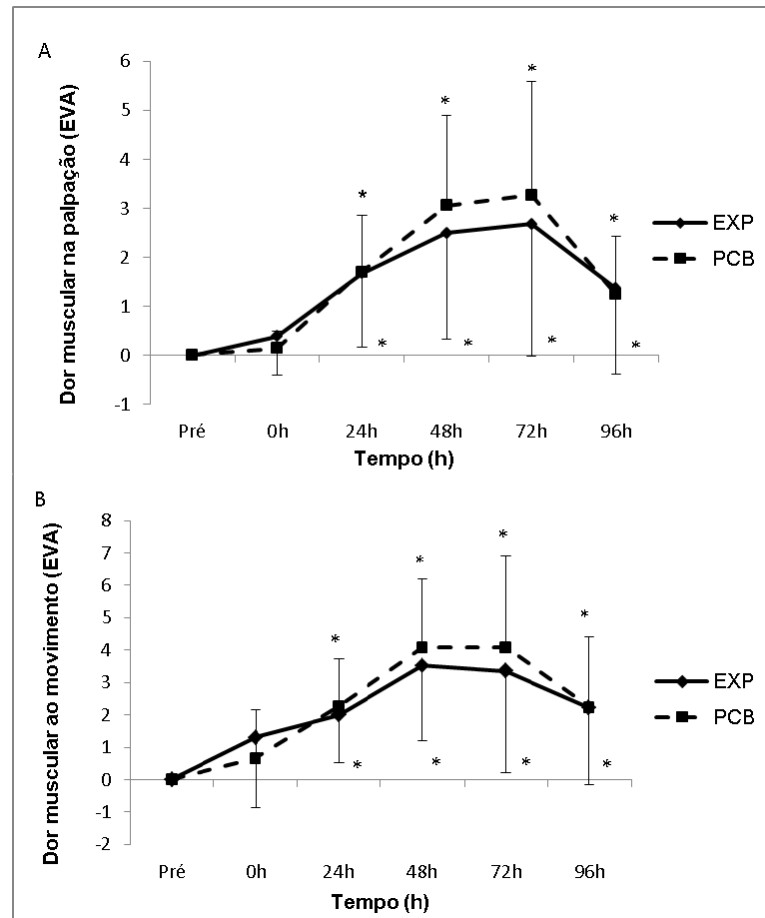 A
Dor muscular na palpação (EVA)
6
5
4
3
2
1
0
-1
* * * *
* * * *
EXP
PCB
Pré 0h 24h 48h 72h 96h
Tempo (h)
B
Dor muscular ao movimento (EVA)
8
7
6
5
4
3
2
1
0
-1
-2
* * * *
* * * *
EXP
PCB
Pré 0h 24h 48h 72h 96h
Tempo (h)